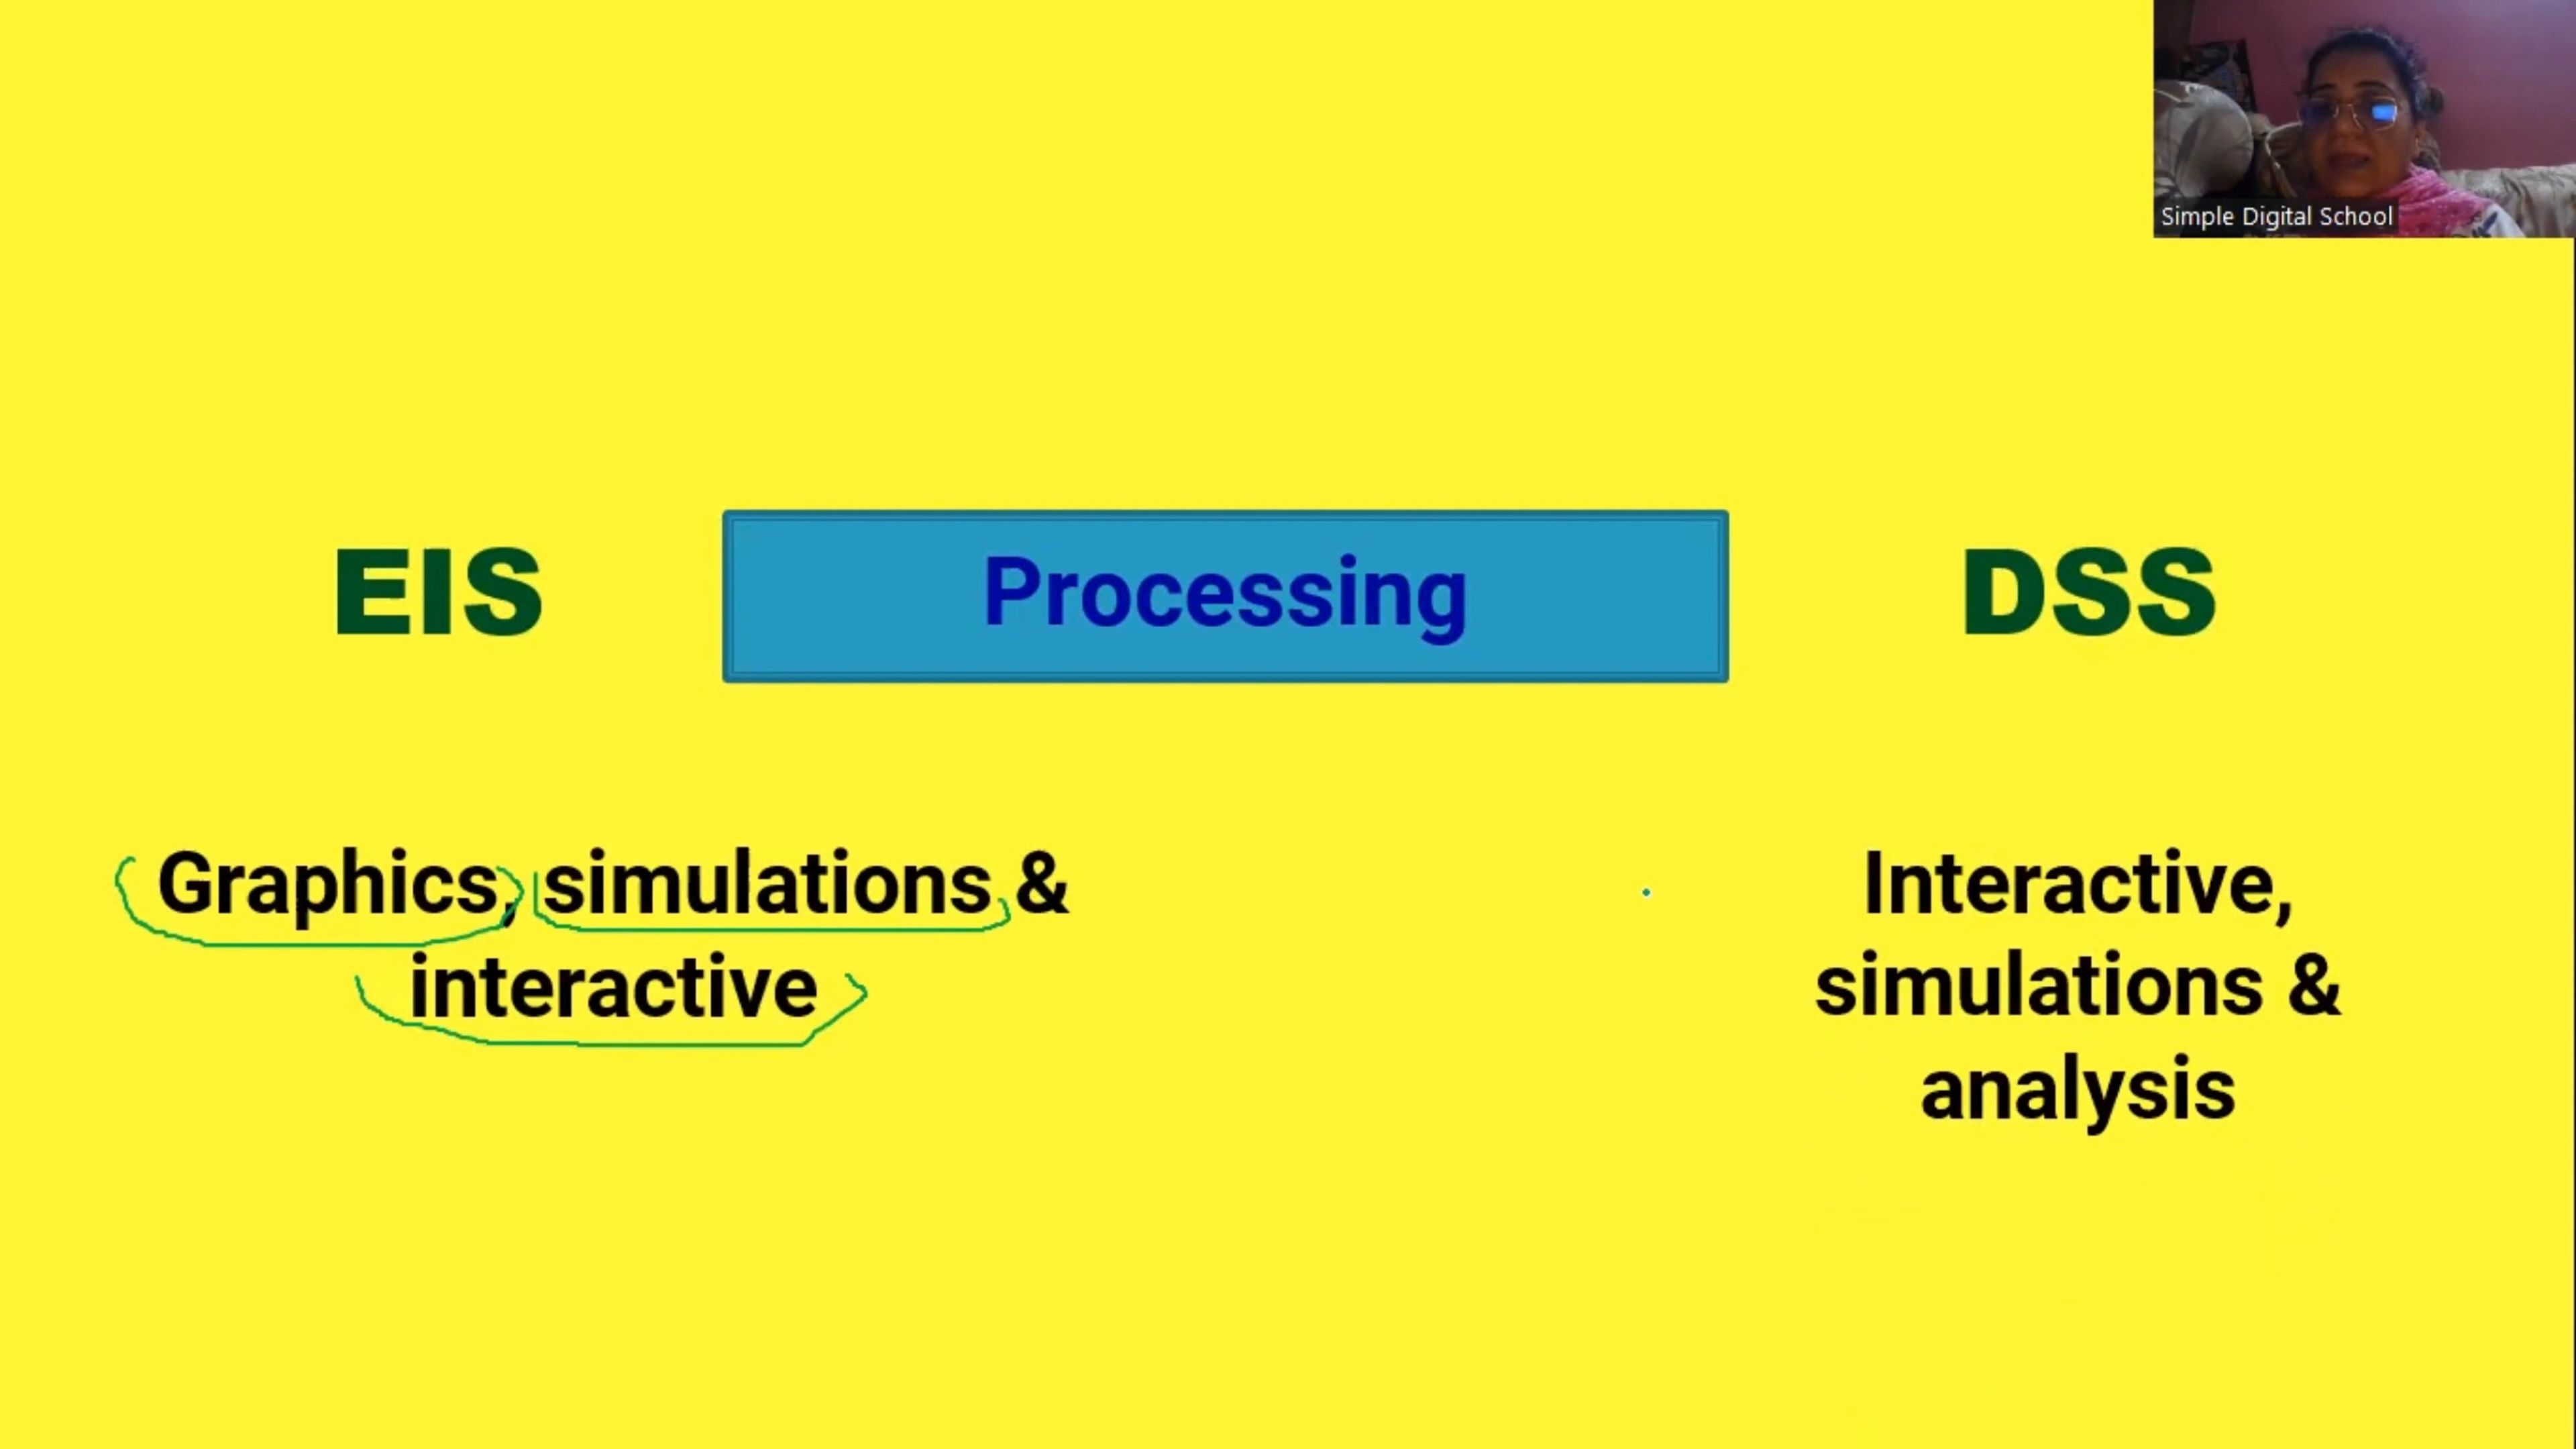 Simple Digital School
EIS
Processing
DSS
Graphics, simulations &
interactive
Interactive,
simulations &
analysis